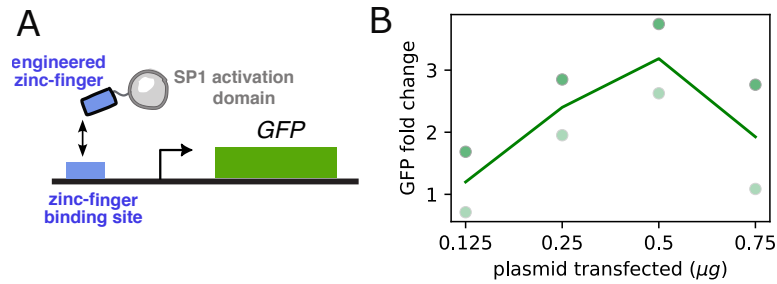 A
engineered
zinc-finger
SP1 activation
domain
GFP
zinc-finger
binding site
B
GFP fold change
3
2
1
0.125 0.25 0.5 0.75
plasmid transfected (μg)